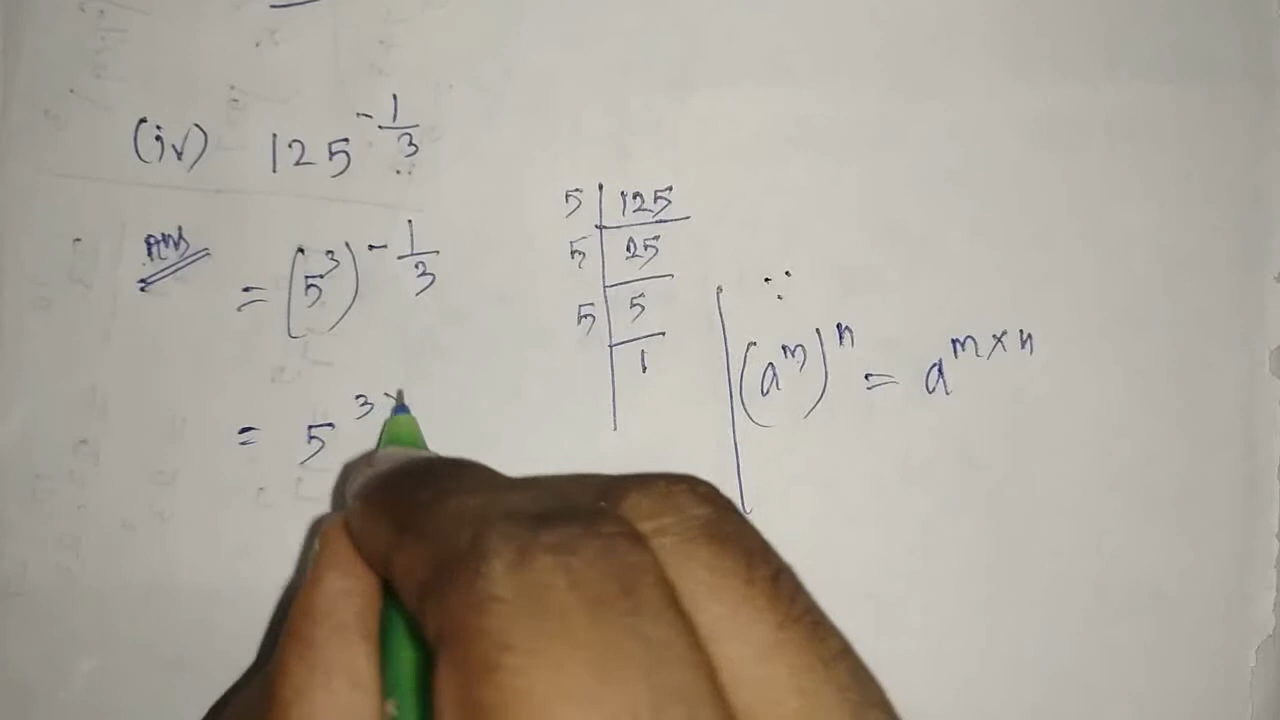 (iv) 125^{-1/3}
Ans
= (5^3)^{-1/3}
= 5^{3 ×
5 | 125
5 | 25
5 | 5
1
∵
(a^m)^n = a^{m×n}